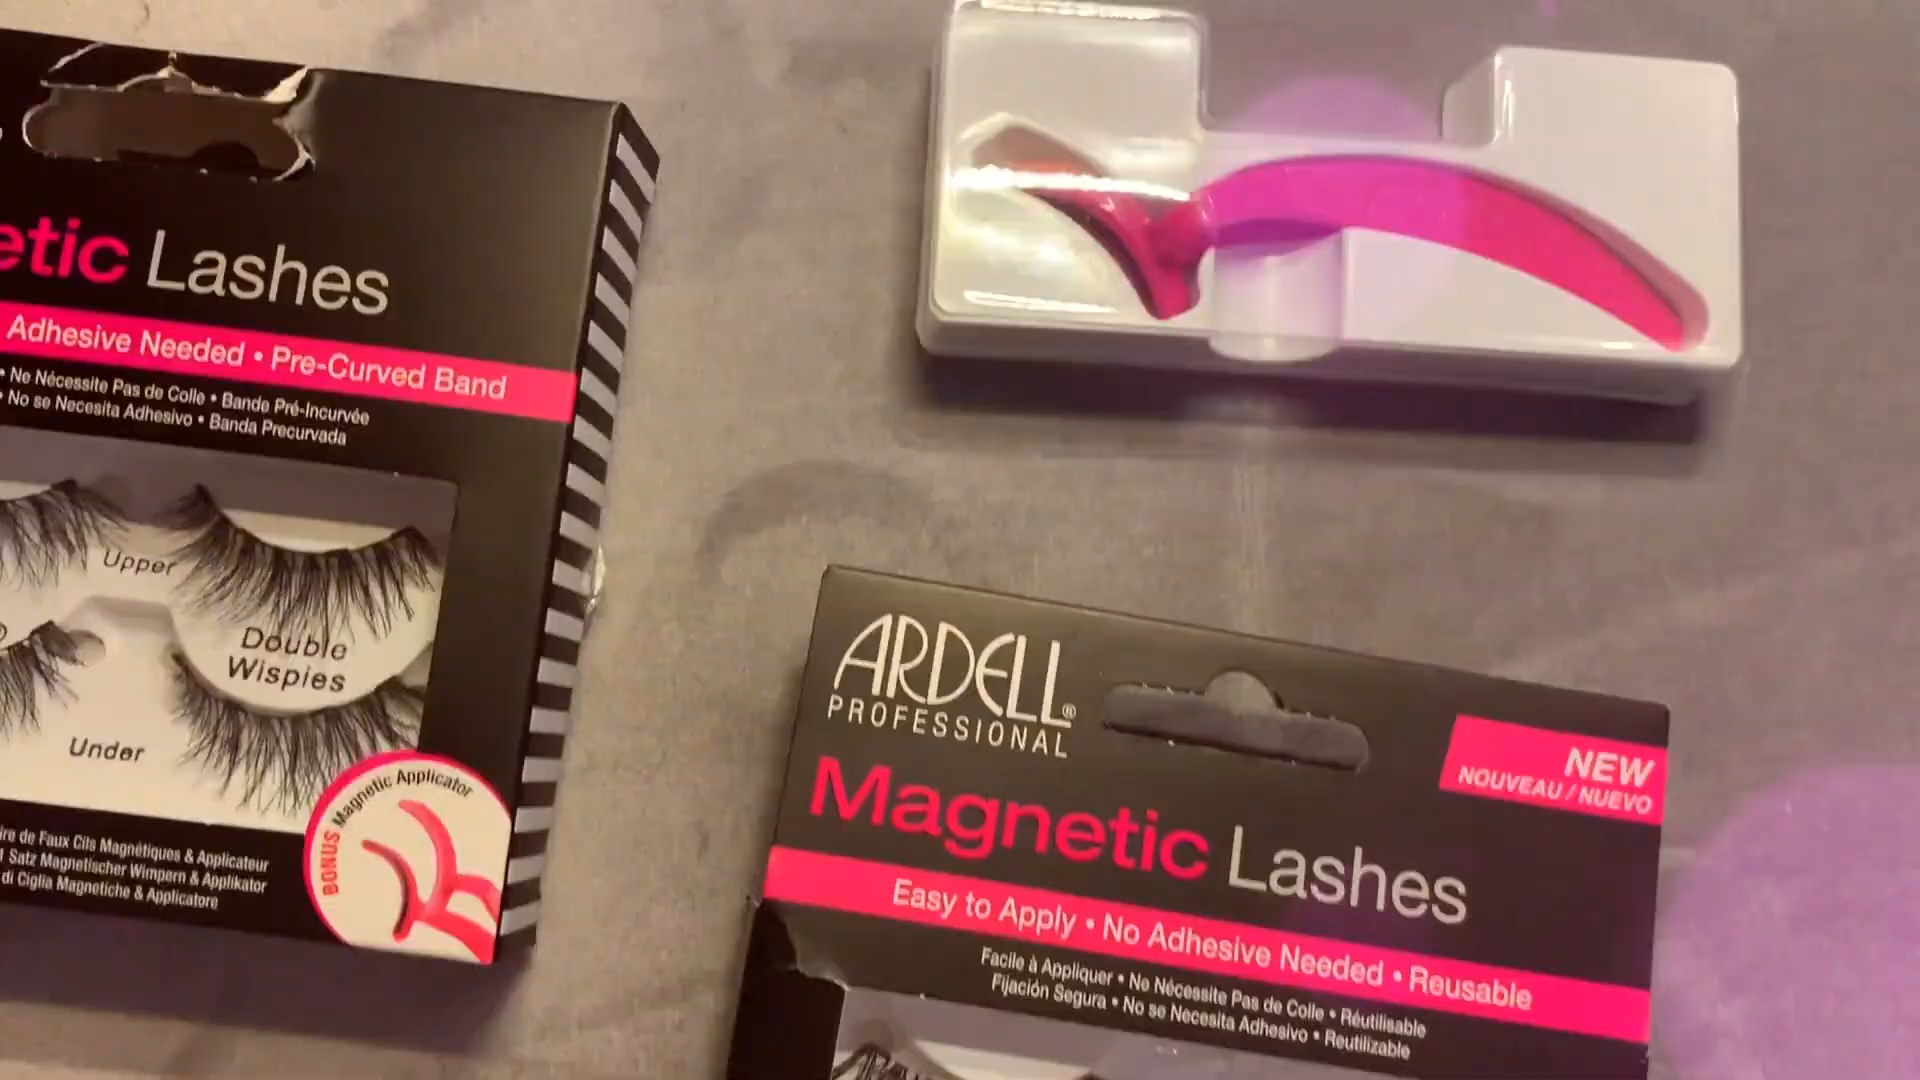 Lashes
Adhesive Needed • Pre-Curved Band
• Ne Nécessite Pas de Colle • Bande Pré-Incurvée
• No se Necesita Adhesivo • Banda Precurvada
Upper
Double
Wispies
Under
BONUS Magnetic Applicator
de Faux Cils Magnétiques & Applicateur
1 Satz Magnetischer Wimpern & Applikator
di Ciglia Magnetiche & Applicatore
ARDELL®
PROFESSIONAL
NEW
NOUVEAU / NUEVO
Magnetic Lashes
Easy to Apply • No Adhesive Needed • Reusable
Facile à Appliquer • Ne Nécessite Pas de Colle • Réutilisable
Fijación Segura • No se Necesita Adhesivo • Reutilizable